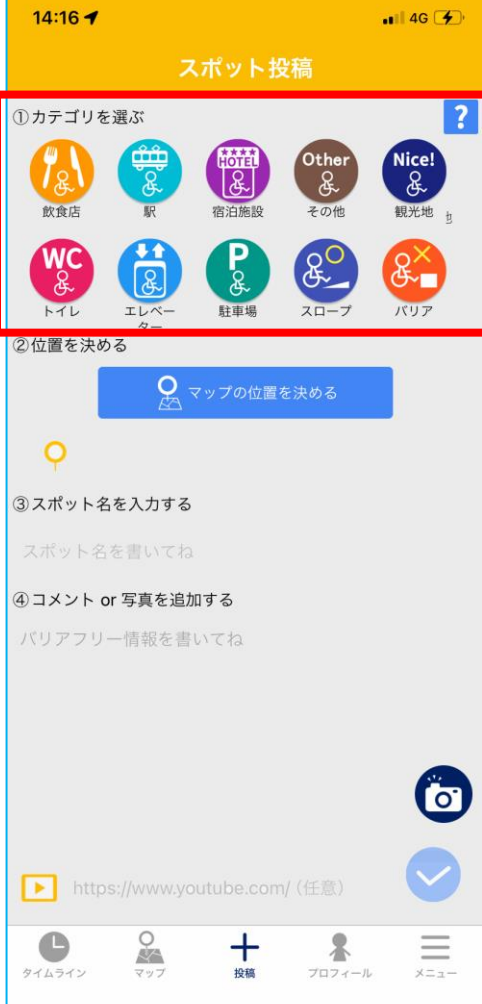 14:16
4G
スポット投稿
①カテゴリを選ぶ
?
HOTEL
Other
Nice!
飲食店
駅
宿泊施設
その他
観光地
WC
P
トイレ
エレベー
ター
駐車場
スロープ
バリア
②位置を決める
マップの位置を決める
③スポット名を入力する
スポット名を書いてね
④コメント or 写真を追加する
バリアフリー情報を書いてね
https://www.youtube.com/ (任意)
タイムライン
マップ
投稿
プロフィール
メニュー